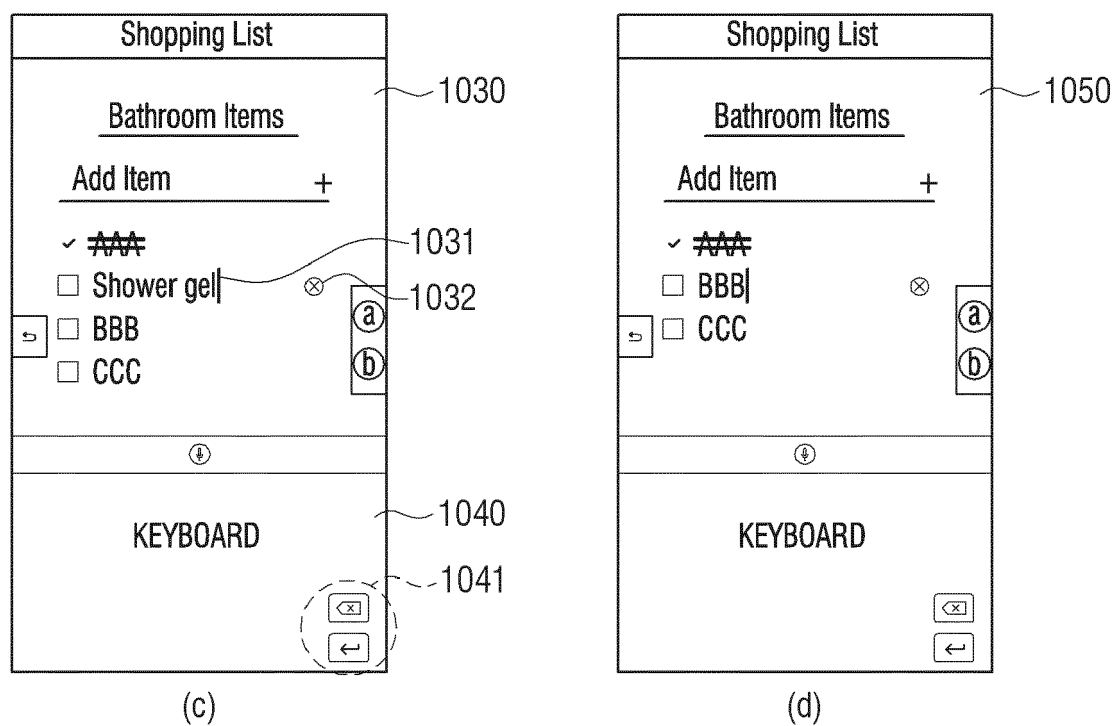 Shopping List
1030
Bathroom Items
Add Item +
AAA
1031
Shower gel
1032
a
BBB
b
CCC
1040
KEYBOARD
1041
(c)
Shopping List
1050
Bathroom Items
Add Item +
AAA
BBB
a
CCC
b
KEYBOARD
(d)